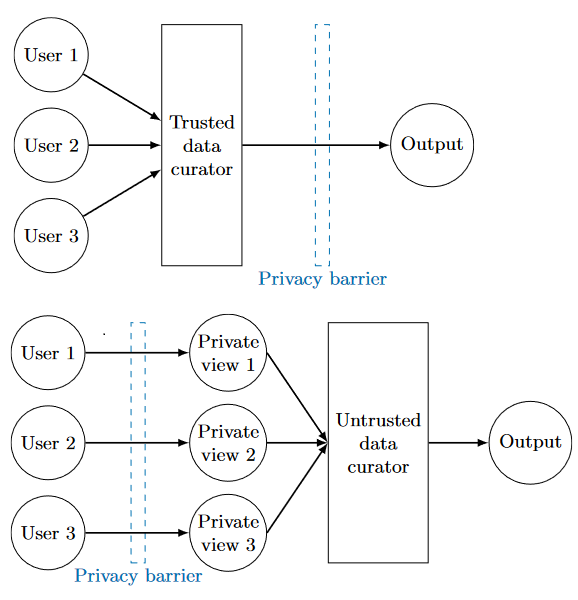 User 1
User 2
User 3
Trusted
data
curator
Output
Privacy barrier
User 1
User 2
User 3
Private
view 1
Private
view 2
Private
view 3
Untrusted
data
curator
Output
Privacy barrier